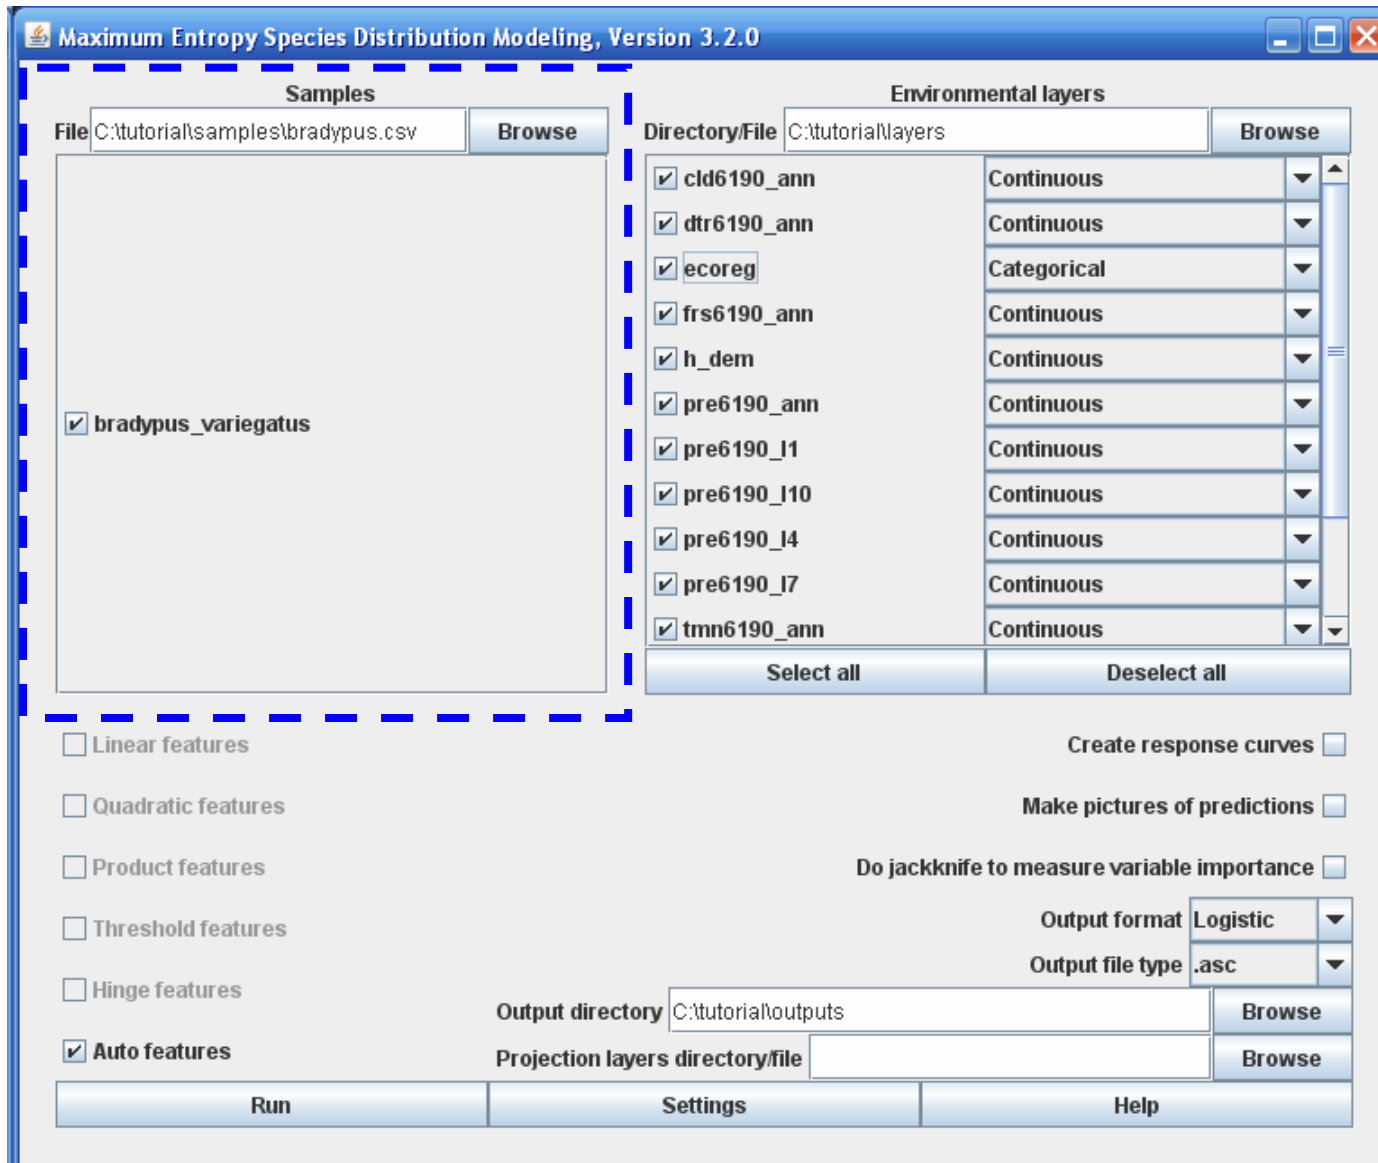 Maximum Entropy Species Distribution Modeling, Version 3.2.0
Samples
File C:\tutorial\samples\bradypus.csv Browse
bradypus_variegatus
Environmental layers
Directory/File C:\tutorial\layers Browse
cld6190_ann Continuous
dtr6190_ann Continuous
ecoreg Categorical
frs6190_ann Continuous
h_dem Continuous
pre6190_ann Continuous
pre6190_l1 Continuous
pre6190_l10 Continuous
pre6190_l4 Continuous
pre6190_l7 Continuous
tmn6190_ann Continuous
Select all Deselect all
Linear features
Quadratic features
Product features
Threshold features
Hinge features
Auto features
Create response curves
Make pictures of predictions
Do jackknife to measure variable importance
Output format Logistic
Output file type .asc
Output directory C:\tutorial\outputs Browse
Projection layers directory/file Browse
Run Settings Help